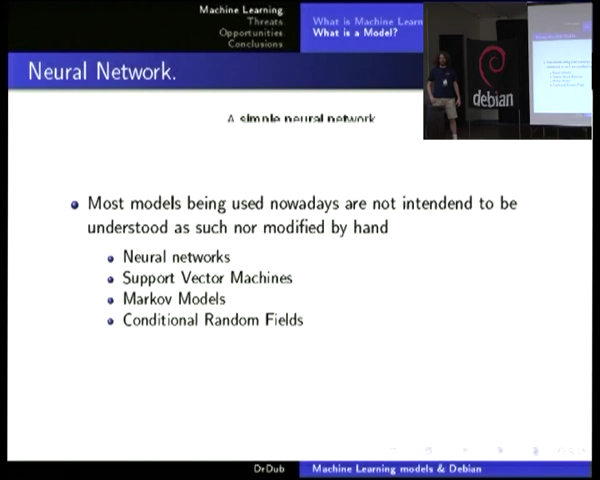 Machine Learning
Threats
Opportunities
Conclusions
What is Machine Learn
What is a Model?
Neural Network.
A simple neural network
debian
Most models being used nowadays are not intendend to be
understood as such nor modified by hand
Neural networks
Support Vector Machines
Markov Models
Conditional Random Fields
DrDub
Machine Learning models & Debian